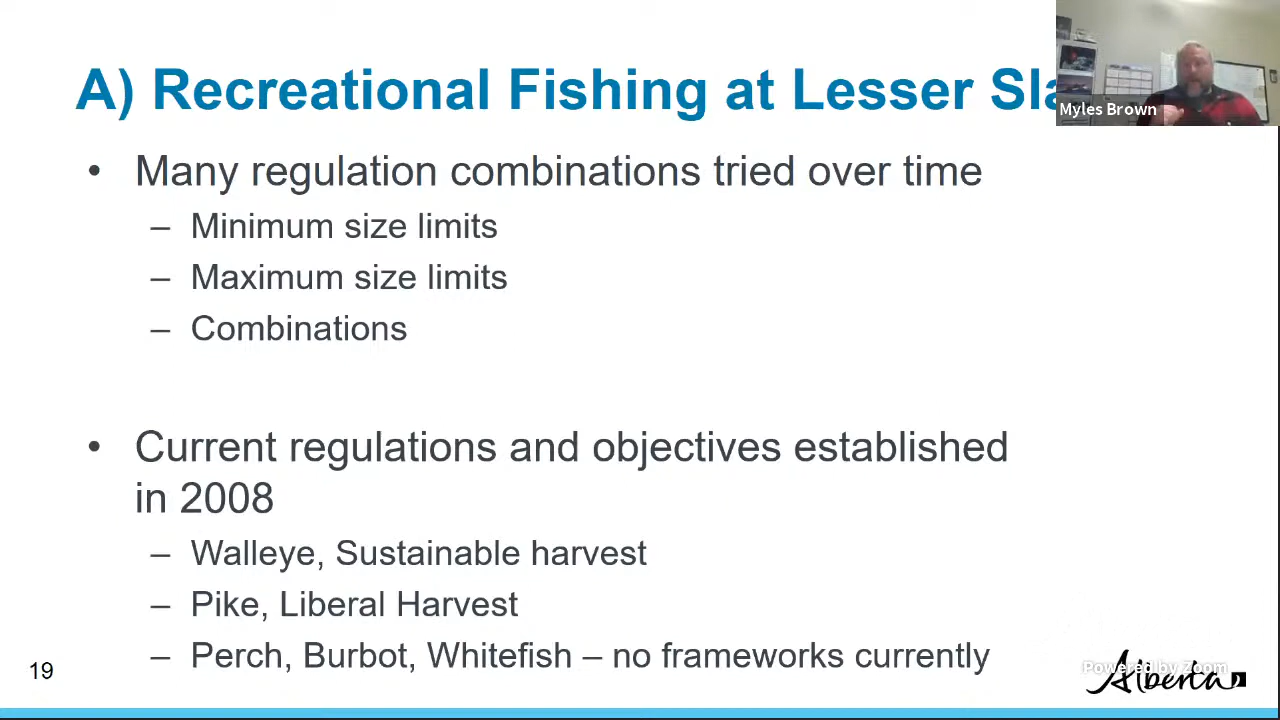 A) Recreational Fishing at Lesser Sla
Myles Brown
• Many regulation combinations tried over time
– Minimum size limits
– Maximum size limits
– Combinations
• Current regulations and objectives established
in 2008
– Walleye, Sustainable harvest
– Pike, Liberal Harvest
– Perch, Burbot, Whitefish – no frameworks currently
19
Powered by Zoom
Alberta